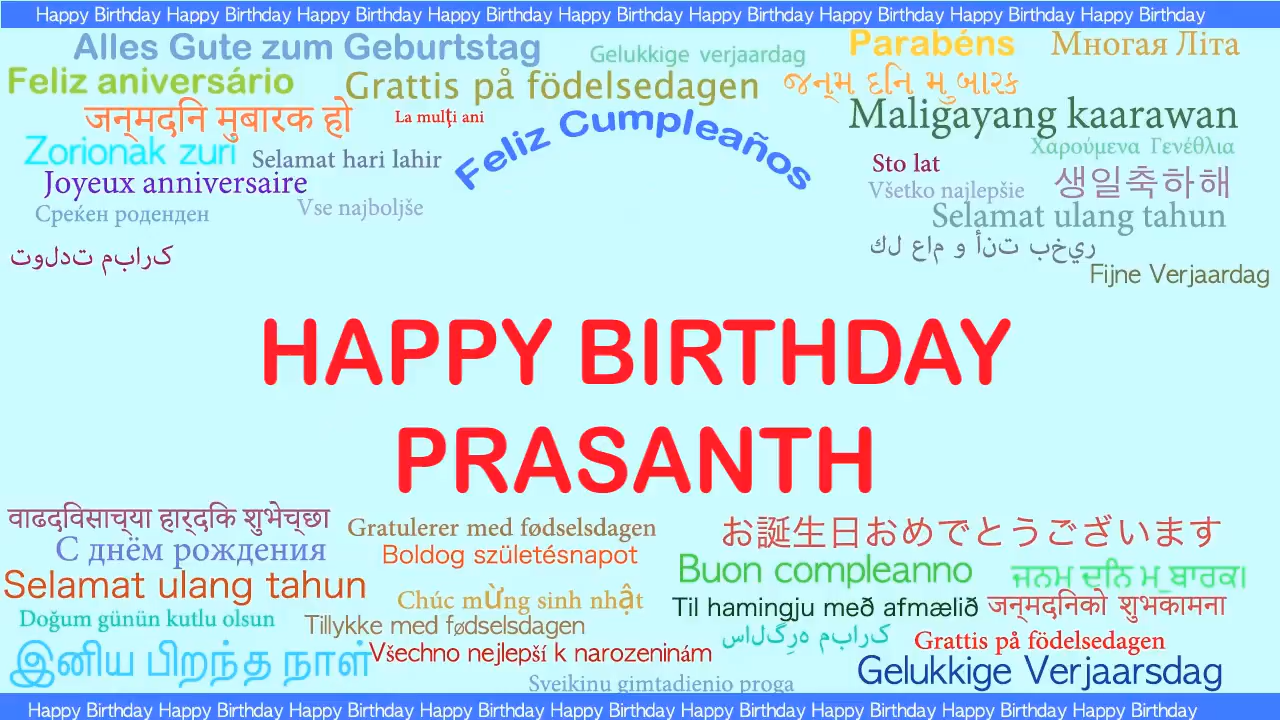 Happy Birthday Happy Birthday Happy Birthday Happy Birthday Happy Birthday Happy Birthday Happy Birthday Happy Birthday Happy Birthday
Alles Gute zum Geburtstag
Gelukkige verjaardag
Parabéns
Многая Літа
Feliz aniversário
Grattis på födelsedagen
જન્મ દિન મુબારક
जन्मदिन मुबारक हो
La mulţi ani
Feliz Cumpleaños
Maligayang kaarawan
Zorionak zuri
Selamat hari lahir
Χαρούμενα Γενέθλια
Sto lat
Joyeux anniversaire
Všetko najlepšie
생일축하해
Среќен роденден
Vse najboljše
Selamat ulang tahun
تولدت مبارک
كل عام و أنت بخير
Fijne Verjaardag
HAPPY BIRTHDAY
PRASANTH
वाढदिवसाच्या हार्दिक शुभेच्छा
Gratulerer med fødselsdagen
お誕生日おめでとうございます
С днём рождения
Boldog születésnapot
Buon compleanno
ਜਨਮ ਦਿਨ ਮੁਬਾਰਕ।
Selamat ulang tahun
Chúc mừng sinh nhật
Til hamingju með afmælið
जन्मदिनको शुभकामना
Doğum günün kutlu olsun
Tillykke med fødselsdagen
سالگرہ مبارک
Grattis på födelsedagen
இனிய பிறந்த நாள்
Všechno nejlepší k narozeninám
Gelukkige Verjaarsdag
Sveikinu gimtadienio proga
Happy Birthday Happy Birthday Happy Birthday Happy Birthday Happy Birthday Happy Birthday Happy Birthday Happy Birthday Happy Birthday